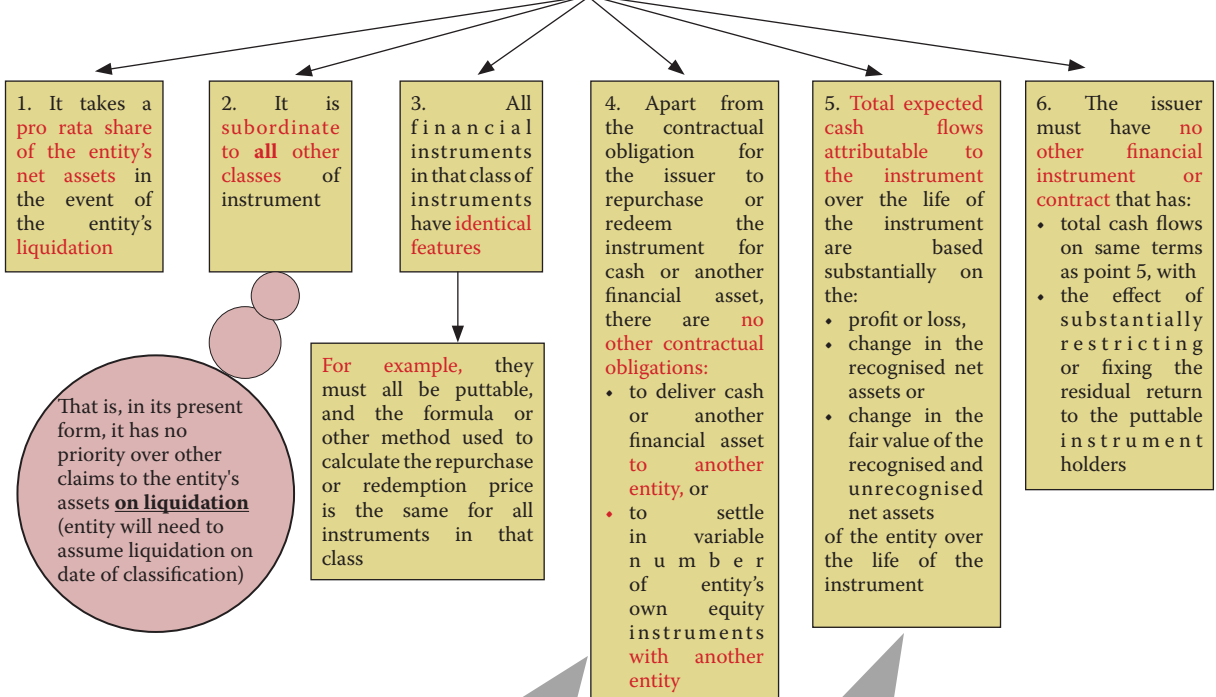 1. It takes a
pro rata share
of the entity's
net assets in
the event of
the entity's
liquidation
2. It is
subordinate
to all other
classes of
instrument
3. All
financial
instruments
in that class of
instruments
have identical
features
4. Apart from
the contractual
obligation for
the issuer to
repurchase or
redeem the
instrument for
cash or another
financial asset,
there are no
other contractual
obligations:
• to deliver cash
or another
financial asset
to another
entity, or
• to settle
in variable
number
of entity's
own equity
instruments
with another
entity
5. Total expected
cash flows
attributable to
the instrument
over the life of
the instrument
are based
substantially on
the:
• profit or loss,
• change in the
recognised net
assets or
• change in the
fair value of the
recognised and
unrecognised
net assets
of the entity over
the life of the
instrument
6. The issuer
must have no
other financial
instrument or
contract that has:
• total cash flows
on same terms
as point 5, with
• the effect of
substantially
restricting
or fixing the
residual return
to the puttable
instrument
holders
That is, in its present
form, it has no
priority over other
claims to the entity's
assets on liquidation
(entity will need to
assume liquidation on
date of classification)
For example, they
must all be puttable,
and the formula or
other method used to
calculate the repurchase
or redemption price
is the same for all
instruments in that
class